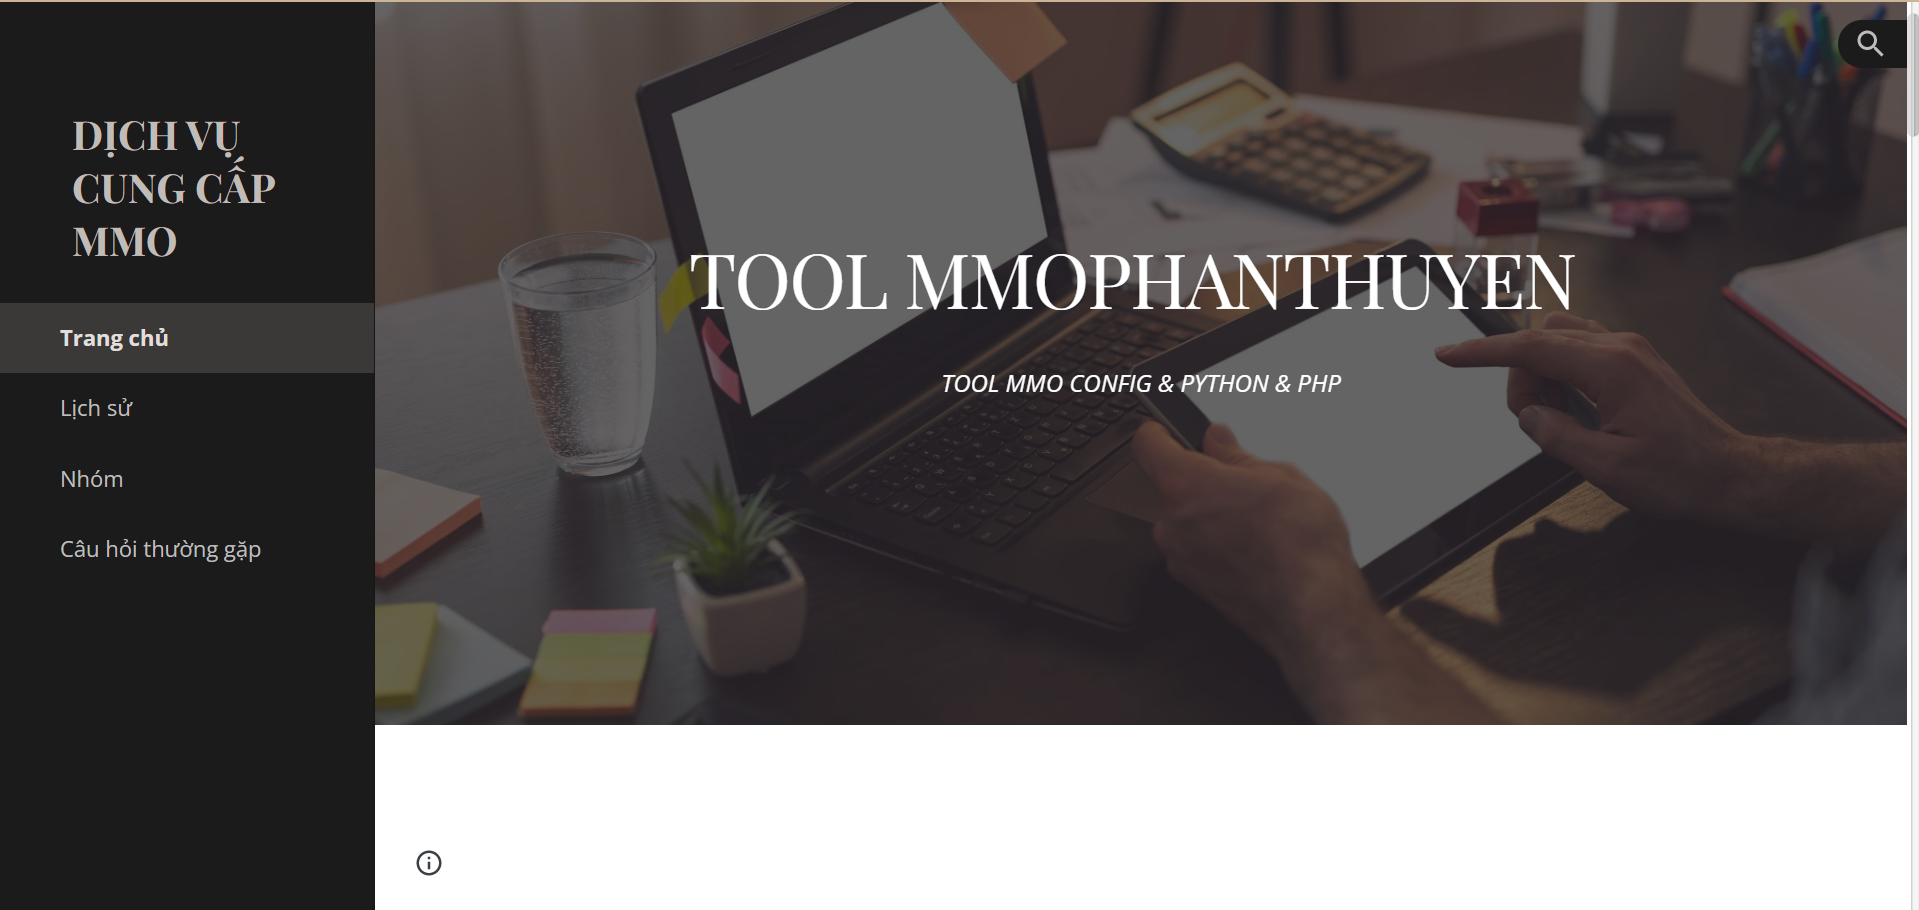 DỊCH VỤ
CUNG CẤP
MMO
Trang chủ
Lịch sử
Nhóm
Câu hỏi thường gặp
TOOL MMOPHANTHUYEN
TOOL MMO CONFIG & PYTHON & PHP